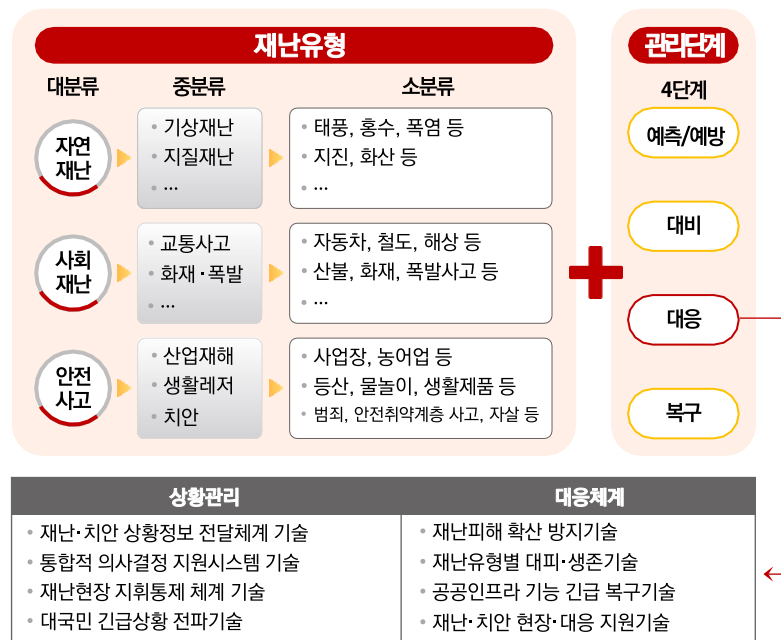 재난유형
대분류
중분류
소분류
자연
재난
• 기상재난
• 지질재난
• ...
• 태풍, 홍수, 폭염 등
• 지진, 화산 등
• ...
사회
재난
• 교통사고
• 화재·폭발
• ...
• 자동차, 철도, 해상 등
• 산불, 화재, 폭발사고 등
• ...
안전
사고
• 산업재해
• 생활레저
• 치안
• 사업장, 농어업 등
• 등산, 물놀이, 생활제품 등
• 범죄, 안전취약계층 사고, 자살 등
관리단계
4단계
예측/예방
대비
대응
복구
상황관리
• 재난·치안 상황정보 전달체계 기술
• 통합적 의사결정 지원시스템 기술
• 재난현장 지휘통제 체계 기술
• 대국민 긴급상황 전파기술
대응체계
• 재난피해 확산 방지기술
• 재난유형별 대피·생존기술
• 공공인프라 기능 긴급 복구기술
• 재난·치안 현장·대응 지원기술